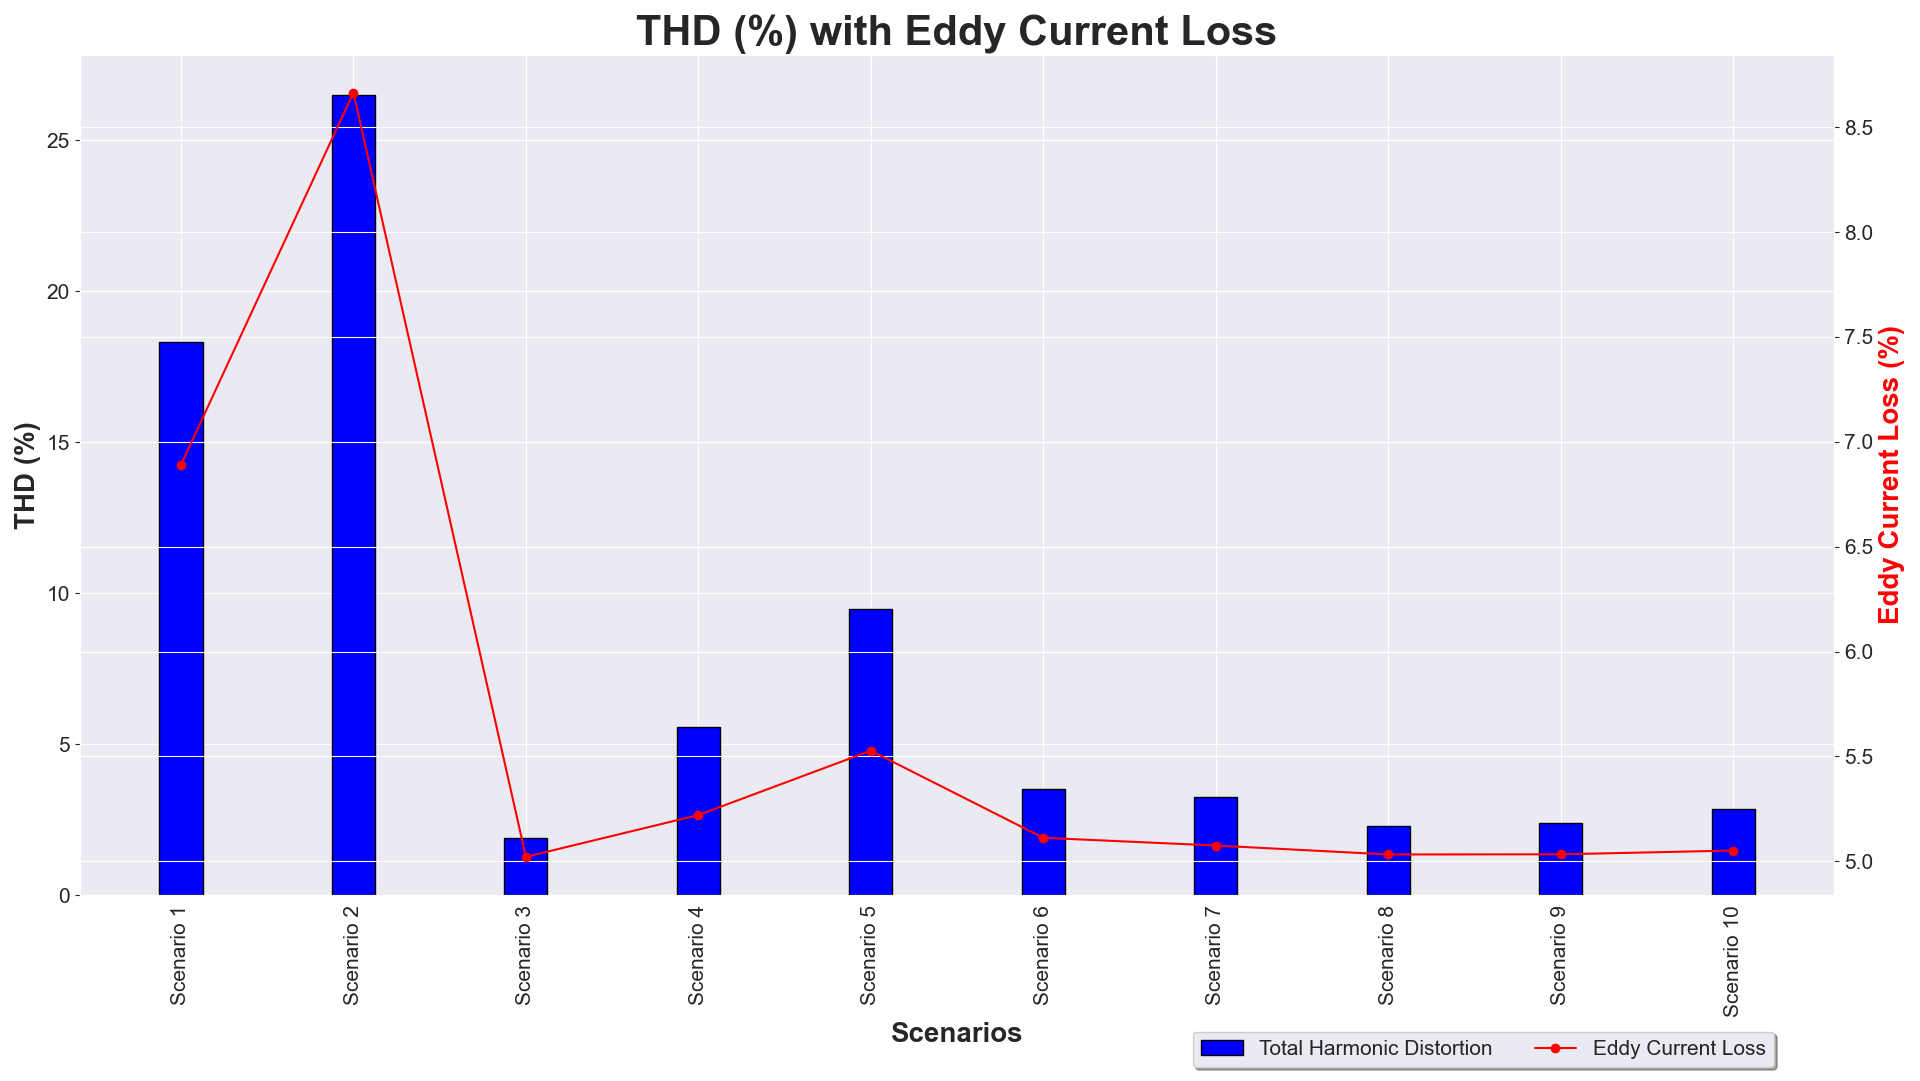 THD (%) with Eddy Current Loss
THD (%)
25
20
15
10
5
0
8.5
8.0
7.5
7.0
6.5
6.0
5.5
5.0
Eddy Current Loss (%)
Scenario 1
Scenario 2
Scenario 3
Scenario 4
Scenario 5
Scenario 6
Scenario 7
Scenario 8
Scenario 9
Scenario 10
Scenarios
Total Harmonic Distortion
Eddy Current Loss